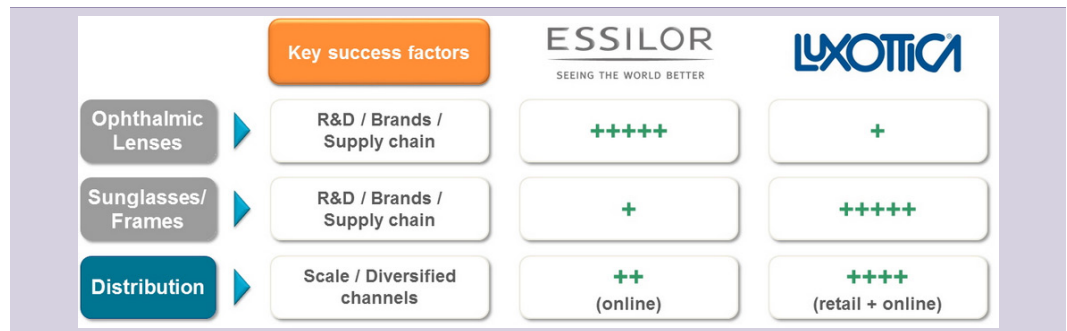 Key success factors
ESSILOR
SEEING THE WORLD BETTER
LUXOTTICA
Ophthalmic
Lenses
R&D / Brands /
Supply chain
+++++
+
Sunglasses/
Frames
R&D / Brands /
Supply chain
+
+++++
Distribution
Scale / Diversified
channels
++
(online)
++++
(retail + online)